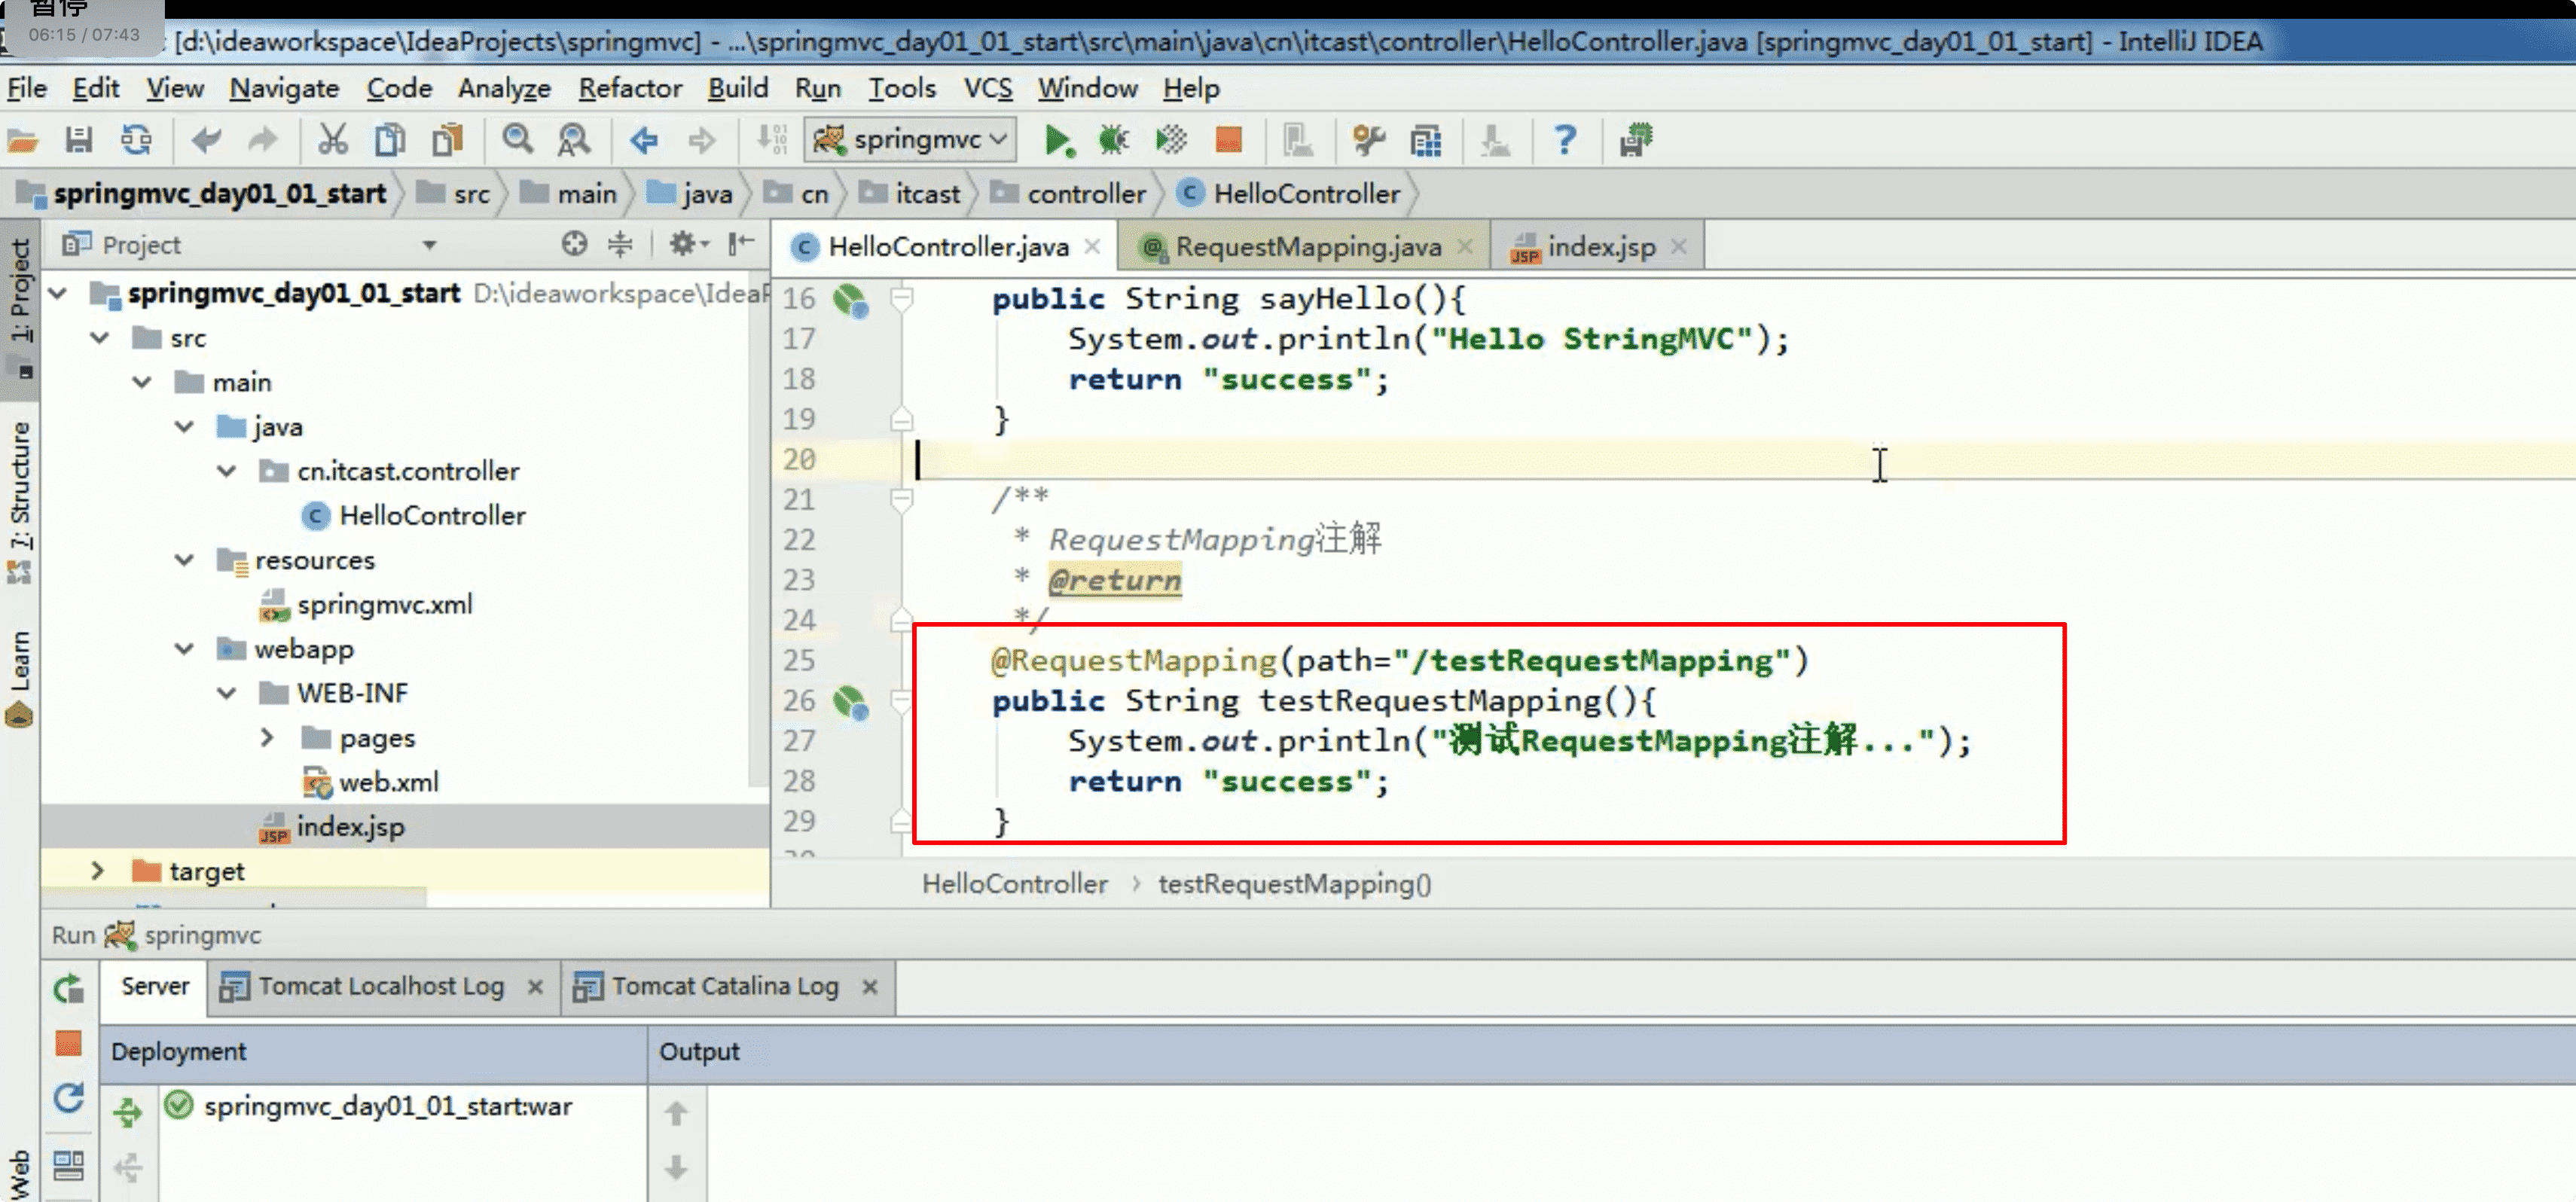 暂停
06:15 / 07:43
[d:\ideaworkspace\IdeaProjects\springmvc] - ...\springmvc_day01_01_start\src\main\java\cn\itcast\controller\HelloController.java [springmvc_day01_01_start] - IntelliJ IDEA
File Edit View Navigate Code Analyze Refactor Build Run Tools VCS Window Help
springmvc
springmvc_day01_01_start src main java cn itcast controller HelloController
1: Project
7: Structure
Learn
Web
Project
springmvc_day01_01_start D:\ideaworkspace\IdeaP
src
main
java
cn.itcast.controller
HelloController
resources
springmvc.xml
webapp
WEB-INF
pages
web.xml
index.jsp
target
HelloController.java RequestMapping.java index.jsp
16 public String sayHello(){
17 System.out.println("Hello StringMVC");
18 return "success";
19 }
20
21 /**
22 * RequestMapping注解
23 * @return
24 */
25 @RequestMapping(path="/testRequestMapping")
26 public String testRequestMapping(){
27 System.out.println("测试RequestMapping注解...");
28 return "success";
29 }
HelloController › testRequestMapping()
Run springmvc
Server Tomcat Localhost Log Tomcat Catalina Log
Deployment Output
springmvc_day01_01_start:war